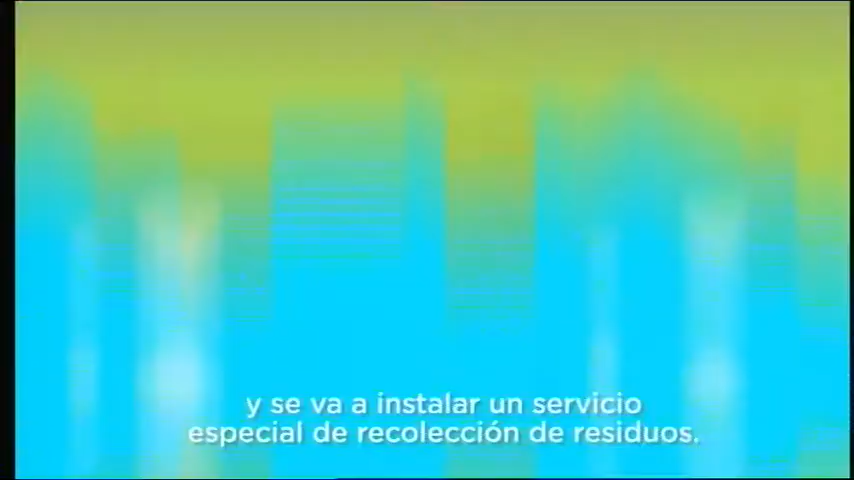 y se va a instalar un servicio
especial de recolección de residuos.